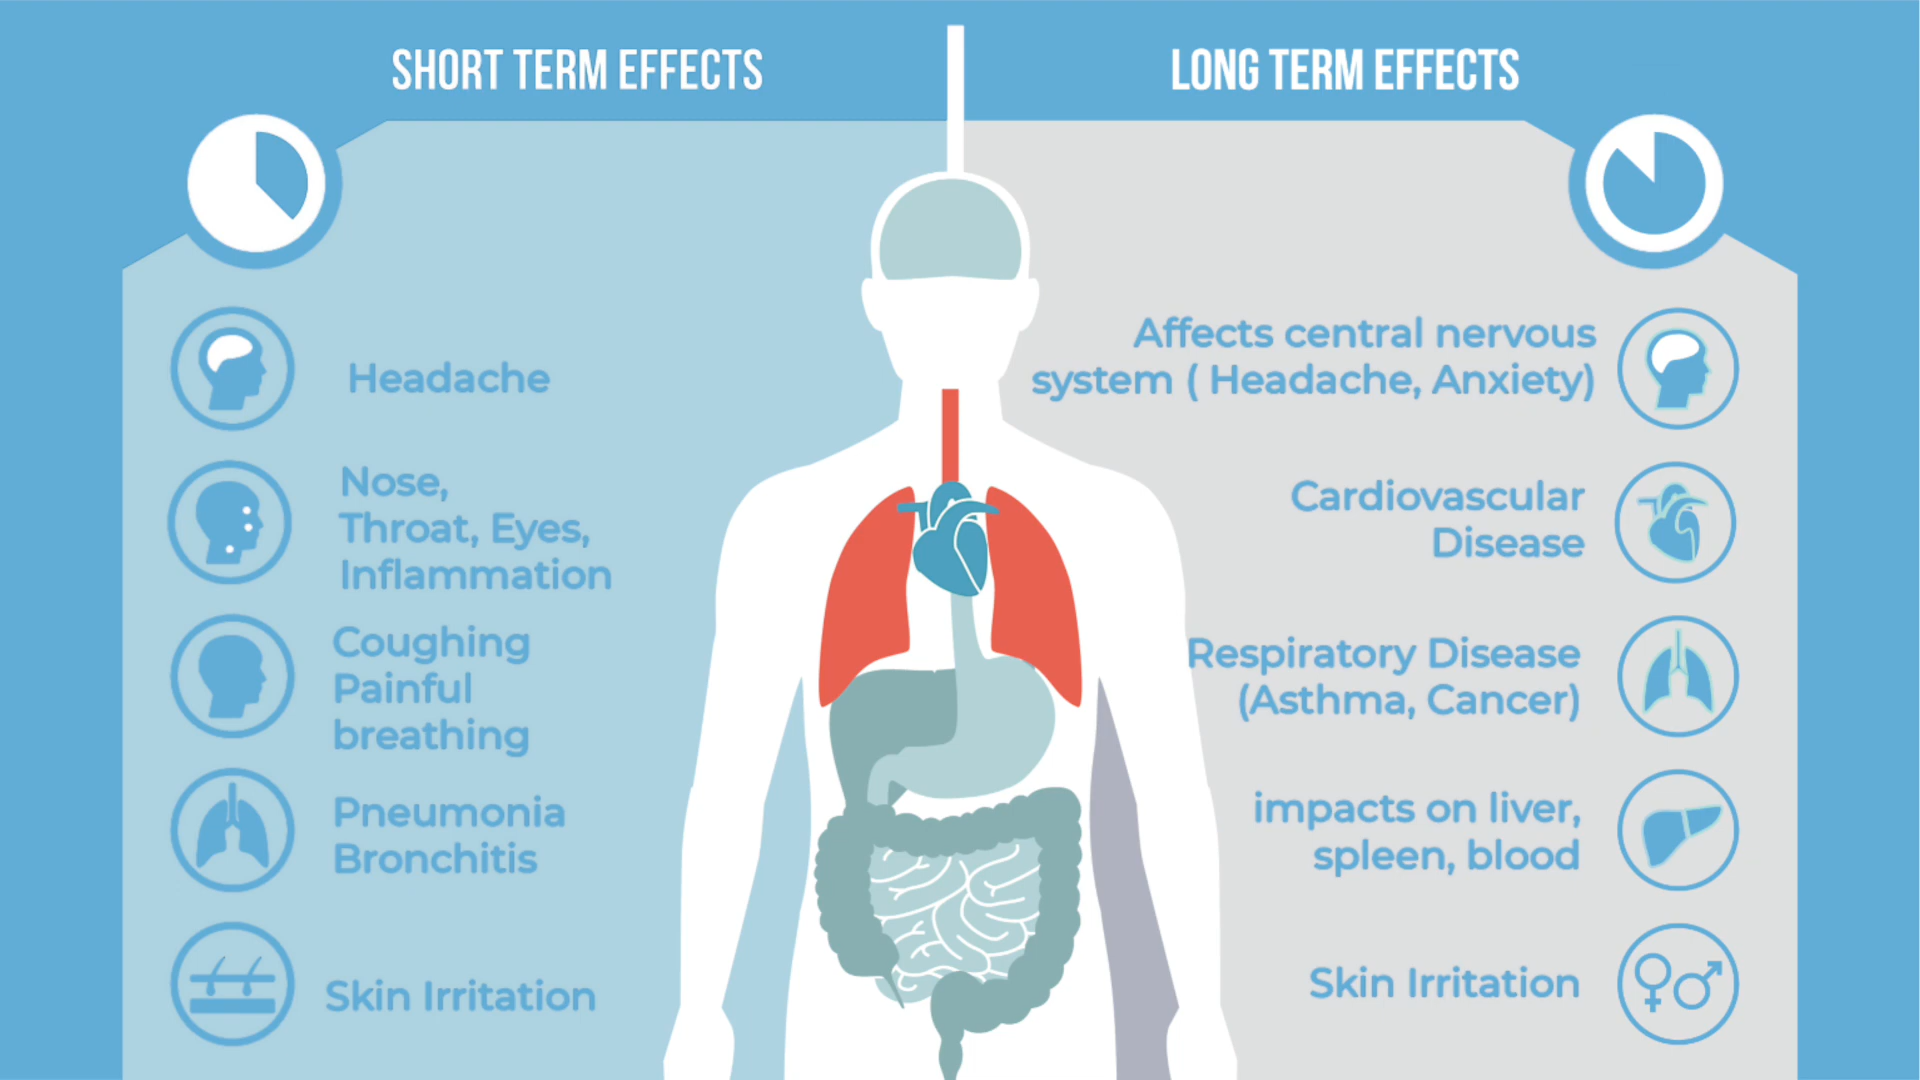 SHORT TERM EFFECTS
Headache
Nose,
Throat, Eyes,
Inflammation
Coughing
Painful
breathing
Pneumonia
Bronchitis
Skin Irritation
LONG TERM EFFECTS
Affects central nervous
system ( Headache, Anxiety)
Cardiovascular
Disease
Respiratory Disease
(Asthma, Cancer)
impacts on liver,
spleen, blood
Skin Irritation